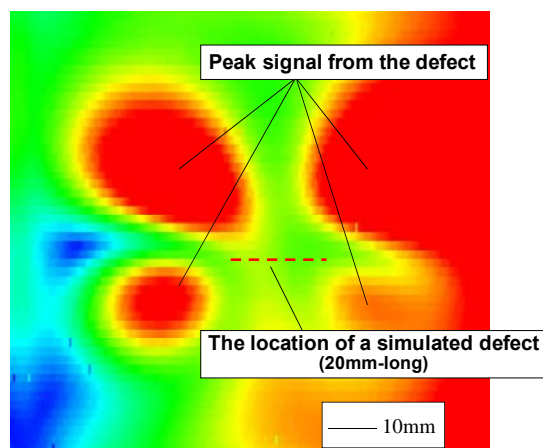 Peak signal from the defect
The location of a simulated defect
(20mm-long)
10mm